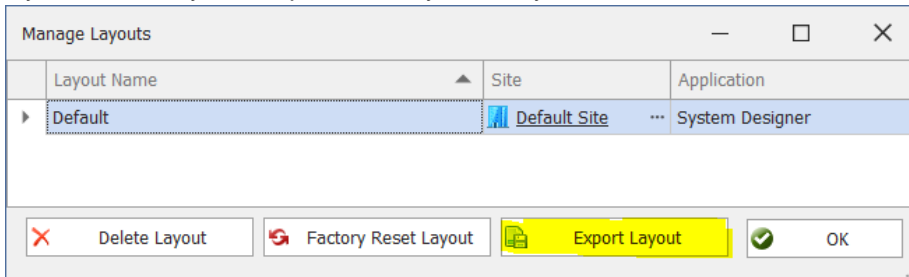 Manage Layouts
Layout Name Site Application
Default Default Site ... System Designer
Delete Layout Factory Reset Layout Export Layout OK